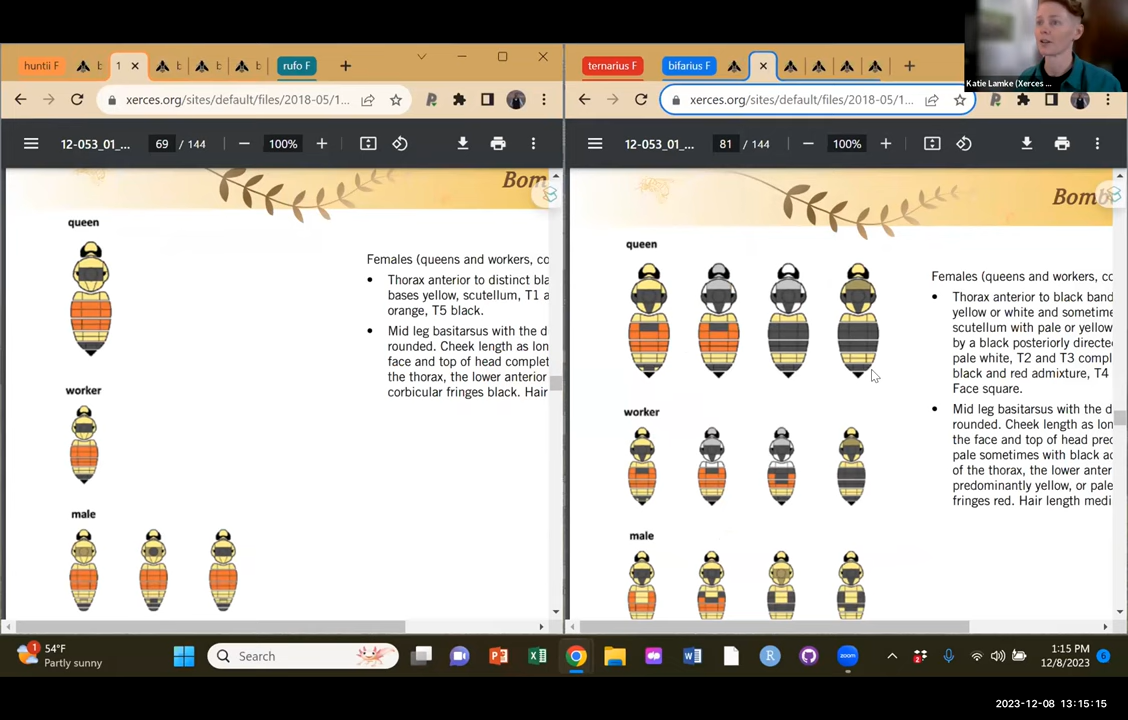 huntii F
b
1
b
b
b
rufo F
xerces.org/sites/default/files/2018-05/1...
12-053_01_...
69 / 144
100%
Bom
queen
Females (queens and workers, co
• Thorax anterior to distinct bla
bases yellow, scutellum, T1 a
orange, T5 black.
• Mid leg basitarsus with the d
rounded. Cheek length as lon
face and top of head complet
the thorax, the lower anterior
corbicular fringes black. Hair
worker
male
ternarius F
bifarius F
xerces.org/sites/default/files/2018-05/1...
12-053_01_...
81 / 144
100%
Bomb
queen
Females (queens and workers, co
• Thorax anterior to black band
yellow or white and sometime
scutellum with pale or yellow
by a black posteriorly directe
pale white, T2 and T3 compl
black and red admixture, T4
Face square.
• Mid leg basitarsus with the d
rounded. Cheek length as lon
the face and top of head pred
pale sometimes with black ad
of the thorax, the lower anter
predominantly yellow, or pale
fringes red. Hair length medi
worker
male
Katie Lamke (Xerces ...
1
54°F
Partly sunny
Search
zoom
1:15 PM
12/8/2023
6
2023-12-08 13:15:15